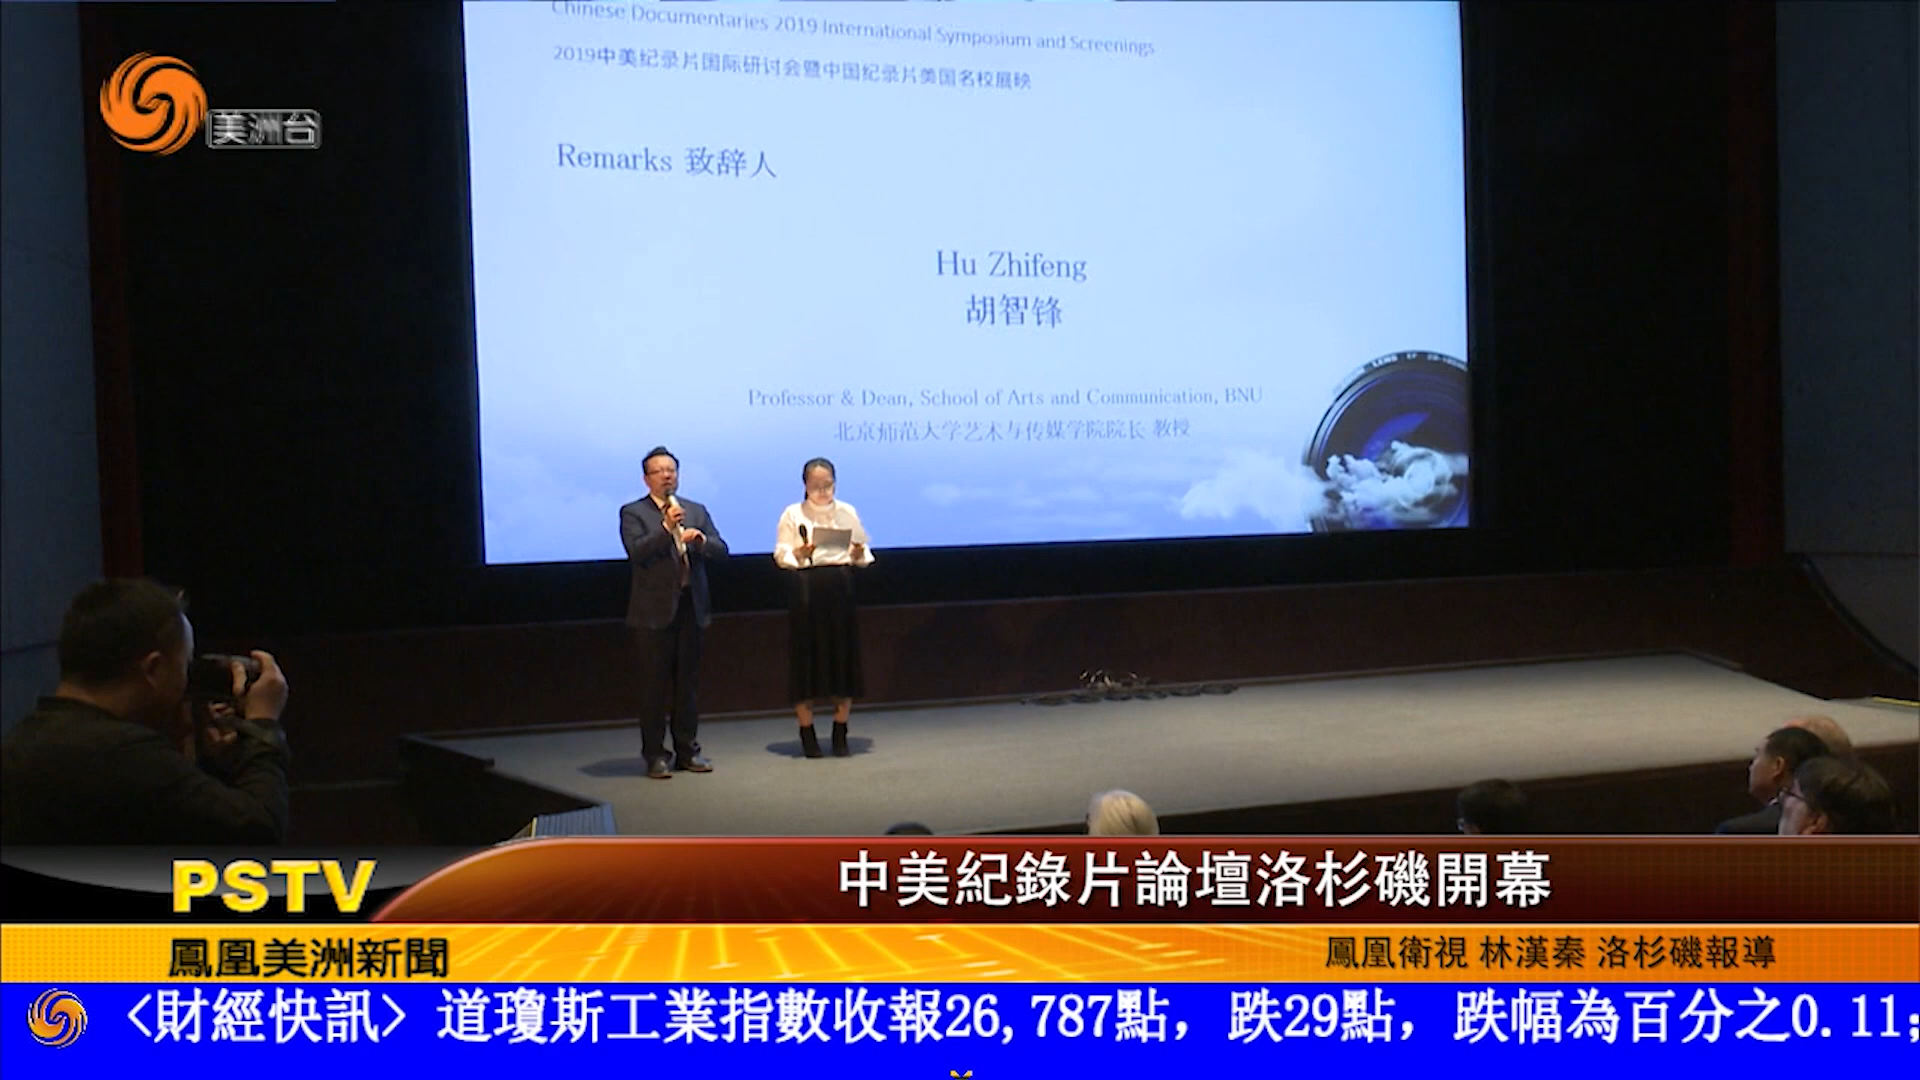 Chinese Documentaries 2019 International Symposium and Screenings
2019中美纪录片国际研讨会暨中国纪录片美国名校展映
美洲台
Remarks 致辞人
Hu Zhifeng
胡智锋
Professor & Dean, School of Arts and Communication, BNU
北京师范大学艺术与传媒学院院长 教授
PSTV
中美紀錄片論壇洛杉磯開幕
鳳凰美洲新聞
鳳凰衛視 林漢秦 洛杉磯報導
<財經快訊> 道瓊斯工業指數收報26,787點，跌29點，跌幅為百分之0.11;